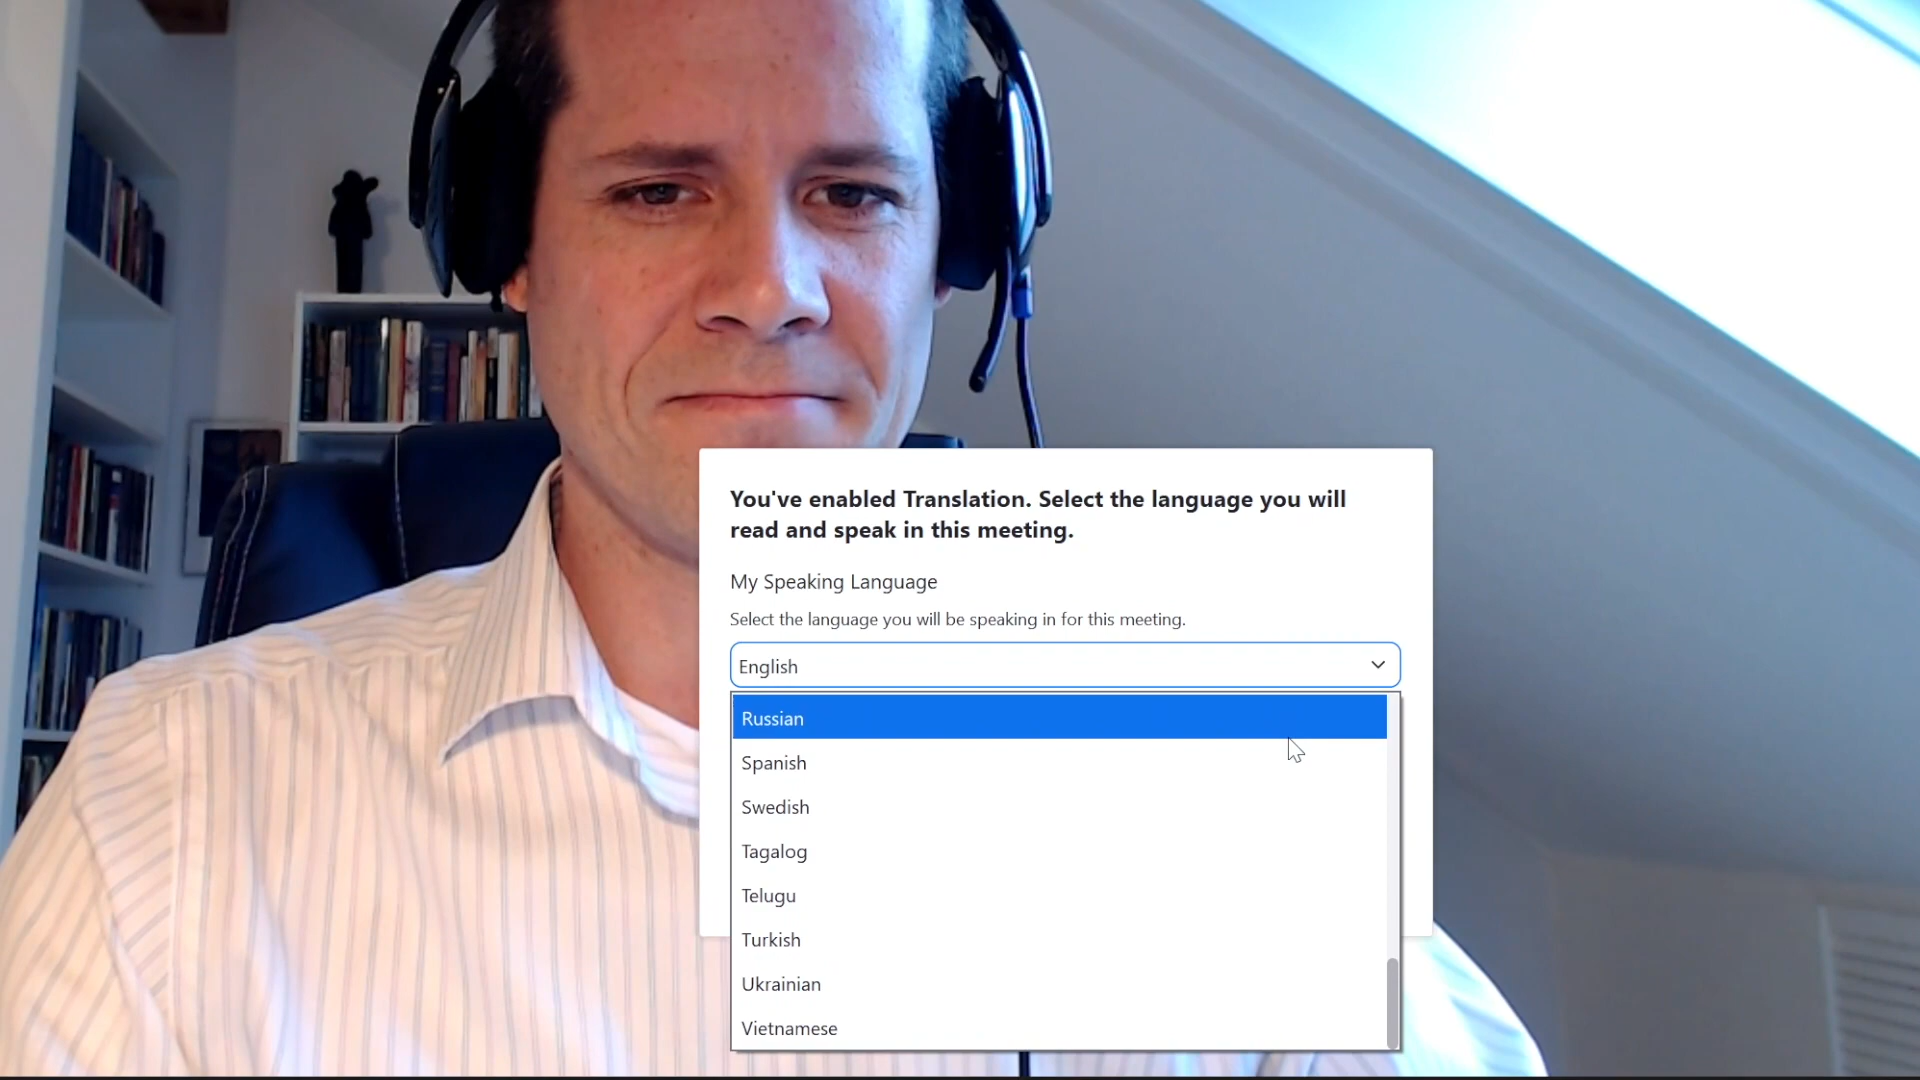 You've enabled Translation. Select the language you will
read and speak in this meeting.
My Speaking Language
Select the language you will be speaking in for this meeting.
English
Russian
Spanish
Swedish
Tagalog
Telugu
Turkish
Ukrainian
Vietnamese